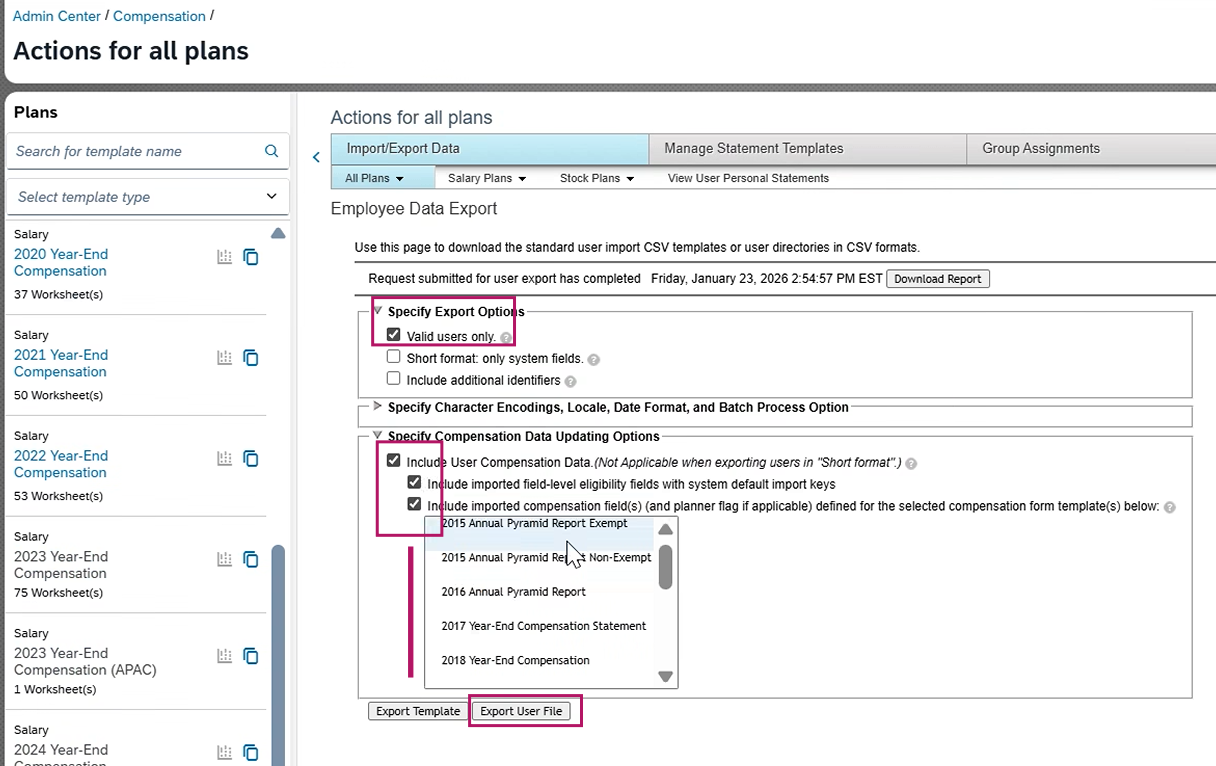 Admin Center / Compensation /
Actions for all plans
Plans
Search for template name
Select template type
Salary
2020 Year-End
Compensation
37 Worksheet(s)
Salary
2021 Year-End
Compensation
50 Worksheet(s)
Salary
2022 Year-End
Compensation
53 Worksheet(s)
Salary
2023 Year-End
Compensation
75 Worksheet(s)
Salary
2023 Year-End
Compensation (APAC)
1 Worksheet(s)
Salary
2024 Year-End
Compensation
Actions for all plans
Import/Export Data
Manage Statement Templates
Group Assignments
All Plans
Salary Plans
Stock Plans
View User Personal Statements
Employee Data Export
Use this page to download the standard user import CSV templates or user directories in CSV formats.
Request submitted for user export has completed Friday, January 23, 2026 2:54:57 PM EST Download Report
Specify Export Options
Valid users only.
Short format: only system fields.
Include additional identifiers
Specify Character Encodings, Locale, Date Format, and Batch Process Option
Specify Compensation Data Updating Options
Include User Compensation Data.(Not Applicable when exporting users in "Short format".)
Include imported field-level eligibility fields with system default import keys
Include imported compensation field(s) (and planner flag if applicable) defined for the selected compensation form template(s) below:
2015 Annual Pyramid Report Exempt
2015 Annual Pyramid Report Non-Exempt
2016 Annual Pyramid Report
2017 Year-End Compensation Statement
2018 Year-End Compensation
Export Template
Export User File